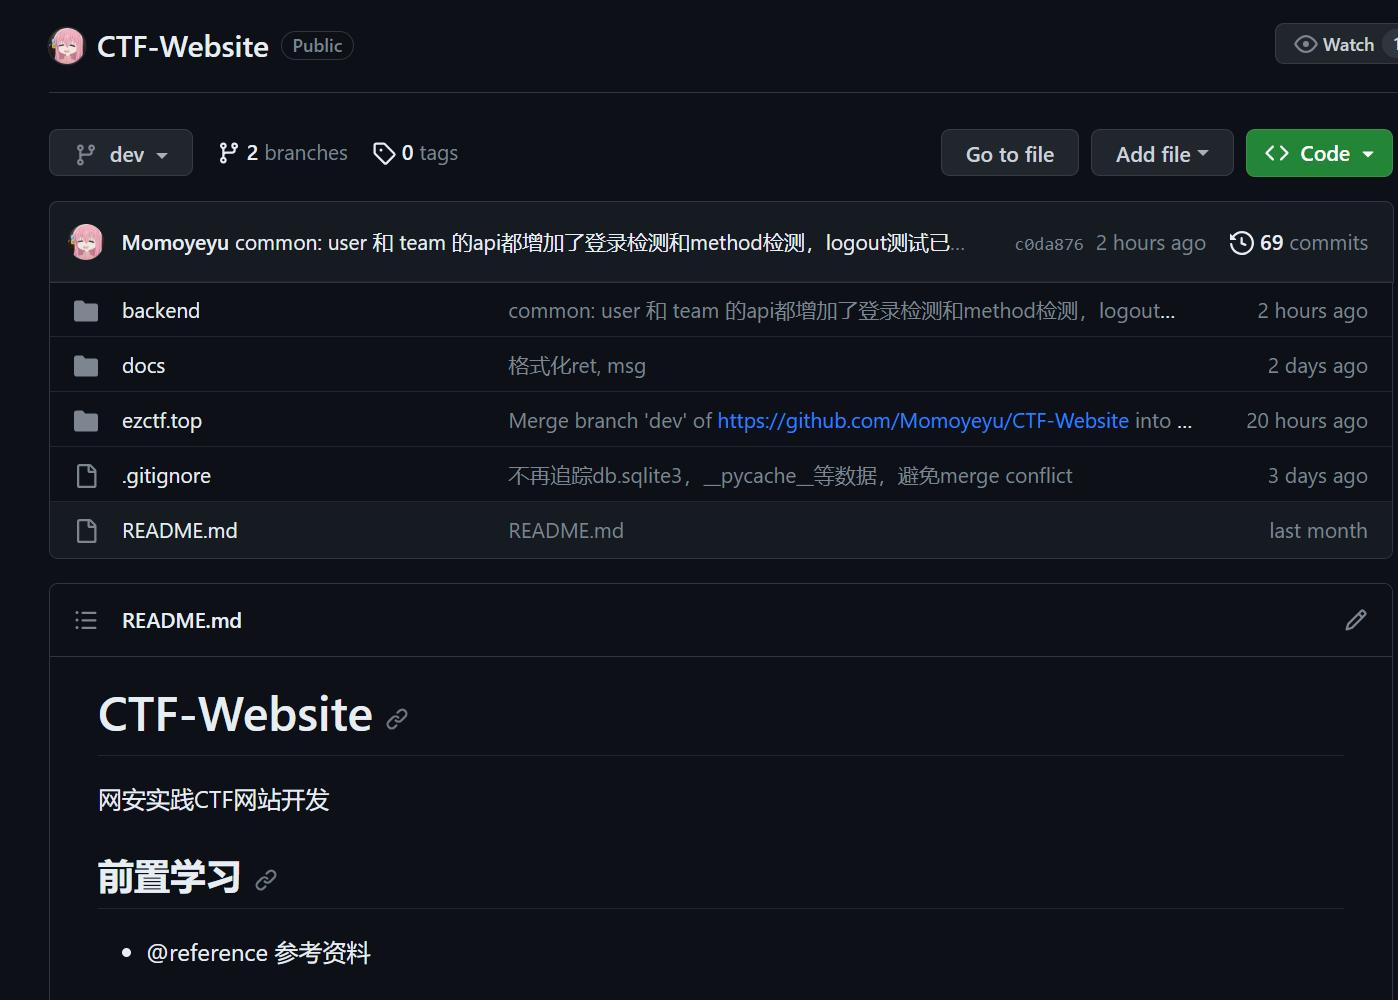 CTF-Website Public Watch 1
dev 2 branches 0 tags Go to file Add file Code
Momoyeyu common: user 和 team 的api都增加了登录检测和method检测，logout测试已... c0da876 2 hours ago 69 commits
backend common: user 和 team 的api都增加了登录检测和method检测，logout... 2 hours ago
docs 格式化ret, msg 2 days ago
ezctf.top Merge branch 'dev' of https://github.com/Momoyeyu/CTF-Website into ... 20 hours ago
.gitignore 不再追踪db.sqlite3，__pycache__等数据，避免merge conflict 3 days ago
README.md README.md last month
README.md
CTF-Website
网安实践CTF网站开发
前置学习
@reference 参考资料